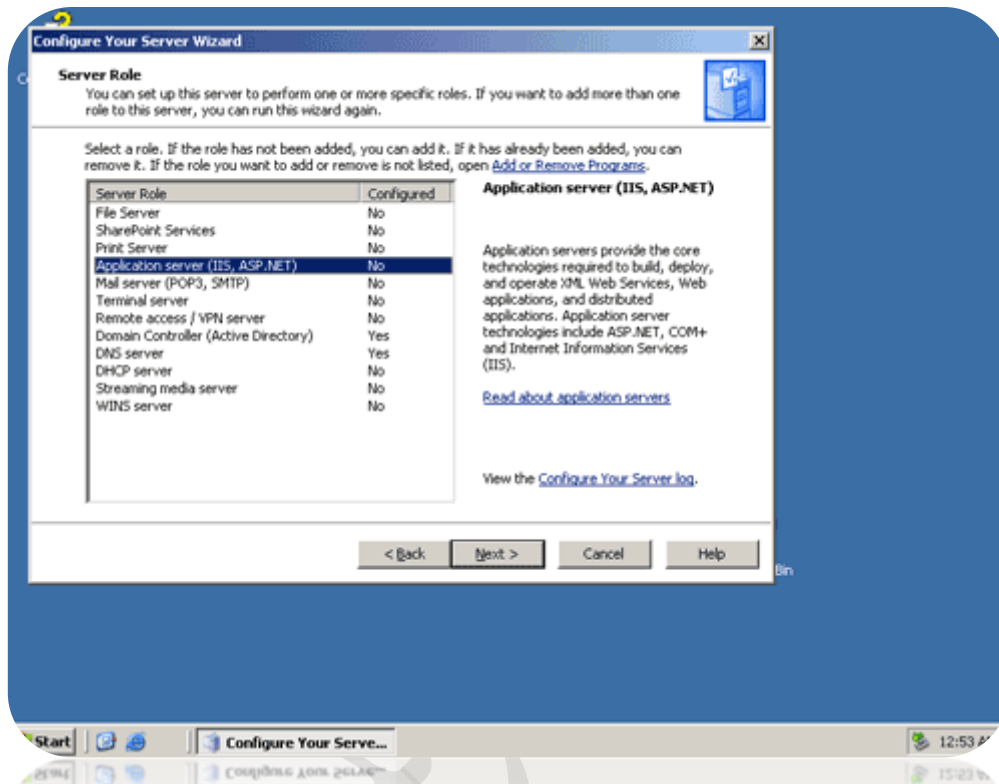 Configure Your Server Wizard
Server Role
You can set up this server to perform one or more specific roles. If you want to add more than one
role to this server, you can run this wizard again.
Select a role. If the role has not been added, you can add it. If it has already been added, you can
remove it. If the role you want to add or remove is not listed, open Add or Remove Programs.
Server Role Configured
File Server No
SharePoint Services No
Print Server No
Application server (IIS, ASP.NET) No
Mail server (POP3, SMTP) No
Terminal server No
Remote access / VPN server No
Domain Controller (Active Directory) Yes
DNS server Yes
DHCP server No
Streaming media server No
WINS server No
Application server (IIS, ASP.NET)
Application servers provide the core
technologies required to build, deploy,
and operate XML Web Services, Web
applications, and distributed
applications. Application server
technologies include ASP.NET, COM+
and Internet Information Services
(IIS).
Read about application servers
View the Configure Your Server log.
< Back Next > Cancel Help
Bin
Start Configure Your Serve... 12:53